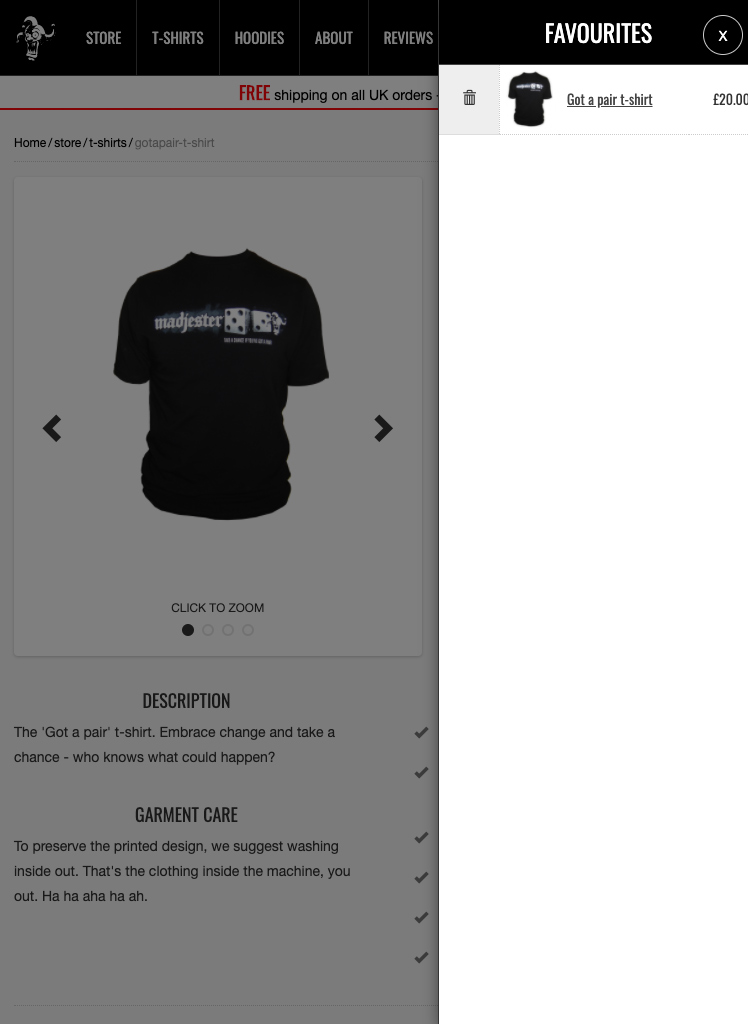 STORE
T-SHIRTS
HOODIES
ABOUT
REVIEWS
FAVOURITES
X
FREE shipping on all UK orders
Got a pair t-shirt
£20.00
Home / store / t-shirts / gotapair-t-shirt
madjester
CLICK TO ZOOM
DESCRIPTION
The 'Got a pair' t-shirt. Embrace change and take a
chance - who knows what could happen?
GARMENT CARE
To preserve the printed design, we suggest washing
inside out. That's the clothing inside the machine, you
out. Ha ha aha ha ah.